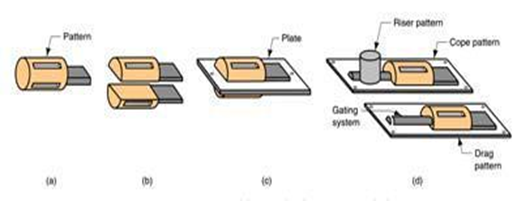 Riser pattern
Pattern
Plate
Cope pattern
Gating
system
Drag
pattern
(a)
(b)
(c)
(d)